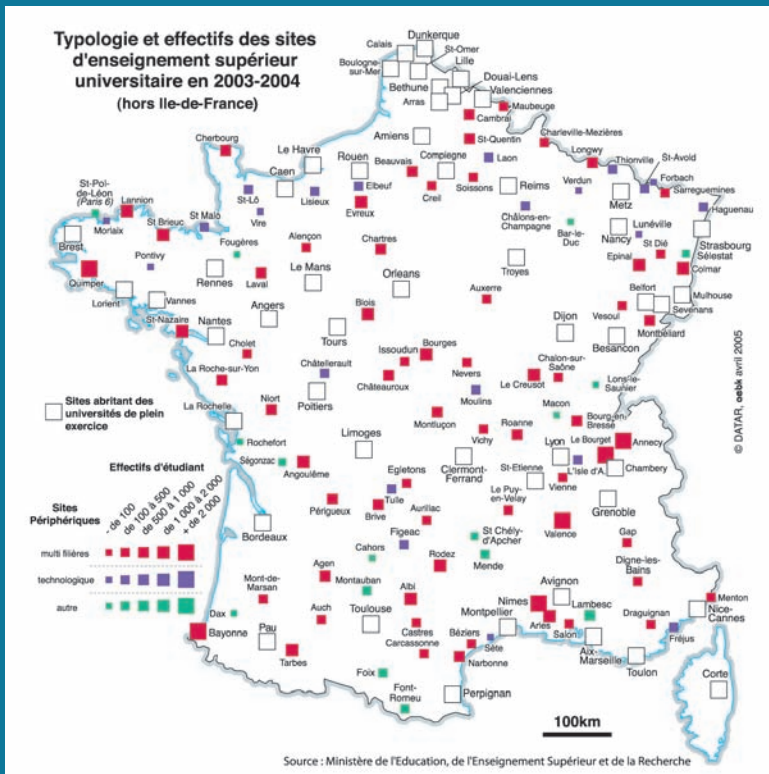 Typologie et effectifs des sites
d'enseignement supérieur
universitaire en 2003-2004
(hors Ile-de-France)
Dunkerque
Calais
St-Omer
Boulogne-
sur-Mer
Lille
Douai-Lens
Bethune
Valenciennes
Arras
Maubeuge
Cambrai
Cherbourg
Amiens
St-Quentin
Charleville-Mezières
Le Havre
Rouen
Beauvais
Compiegne
Laon
Longwy
Thionville
St-Avold
Forbach
Caen
St-Pol-
de-Léon
(Paris 6)
Lannion
St-Lô
Lisieux
Elbeuf
Creil
Soissons
Reims
Verdun
Metz
Sarreguemines
Haguenau
Morlaix
St Brieuc
St Malo
Vire
Evreux
Châlons-en-
Champagne
Bar-le-
Duc
Nancy
Lunéville
Strasbourg
Brest
Fougères
Alençon
Chartres
St Dié
Sélestat
Pontivy
Troyes
Epinal
Colmar
Quimper
Rennes
Laval
Le Mans
Orleans
Auxerre
Belfort
Mulhouse
Lorient
Vannes
Angers
Blois
Vesoul
Sevenans
St-Nazaire
Nantes
Tours
Dijon
Montbéliard
Besancon
Cholet
Issoudun
Bourges
Chalon-sur-
Saône
Châtellerault
Nevers
La Roche-sur-Yon
Châteauroux
Le Creusot
Lons-le-
Saunier
Moulins
Sites abritant des
universités de plein
exercice
Niort
Poitiers
Macon
Bourg-en-
Bresse
La Rochelle
Montluçon
Roanne
Annecy
Limoges
Vichy
Lyon
Le Bourget
Rochefort
Clermont-
Ferrand
L'Isle d'A.
Chambery
Ségonzac
St-Etienne
Effectifs d'étudiant
Angoulême
Egletons
Vienne
Tulle
Le Puy-
en-Velay
Grenoble
Sites
Périphériques
- de 100
de 100 à 500
de 500 à 1 000
de 1 000 à 2 000
+ de 2 000
Périgueux
Brive
Aurillac
Valence
Bordeaux
Figeac
St Chély-
d'Apcher
Gap
multi filières
Cahors
Rodez
Mende
Digne-les-
Bains
technologique
Agen
Mont-de-
Marsan
Montauban
Albi
Avignon
Menton
autre
Nimes
Lambesc
Dax
Auch
Toulouse
Montpellier
Draguignan
Nice-
Cannes
Bayonne
Pau
Castres
Béziers
Arles
Salon
Fréjus
Carcassonne
Sète
Aix-
Marseille
Tarbes
Narbonne
Toulon
Foix
Font-
Romeu
Perpignan
Corte
100km
© DATAR, oebk avril 2005
Source : Ministère de l'Education, de l'Enseignement Supérieur et de la Recherche